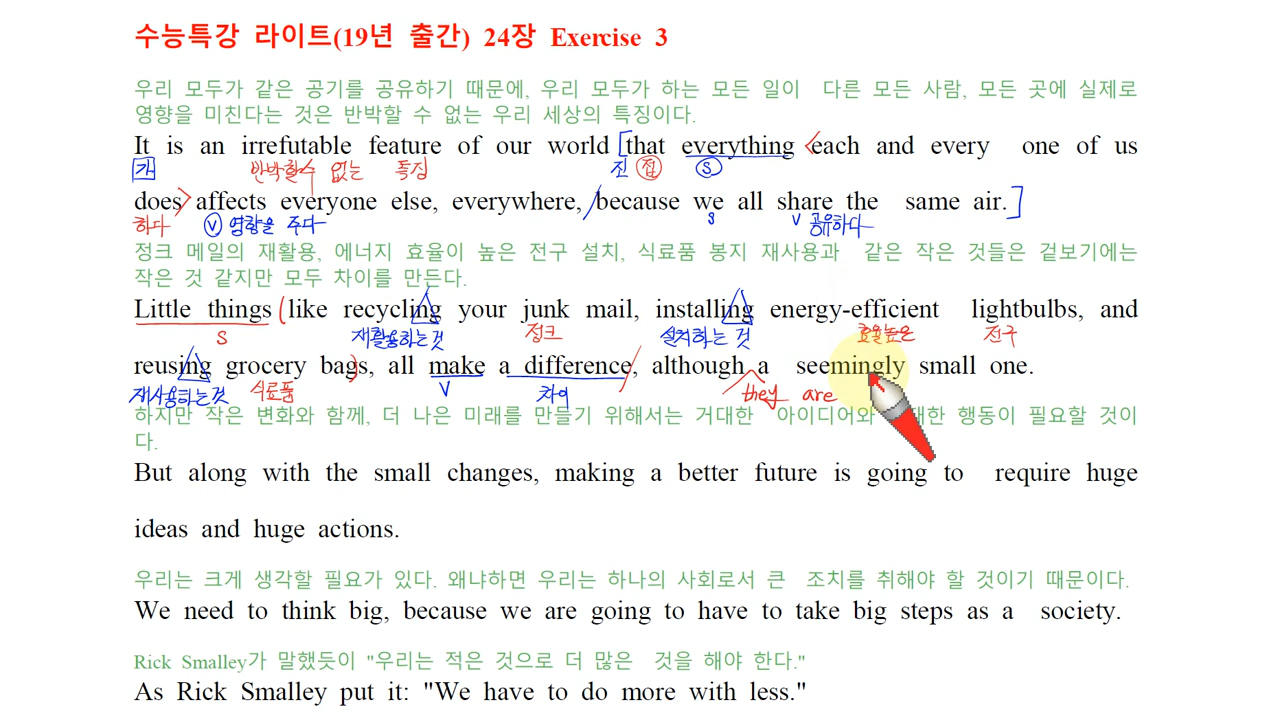 수능특강 라이트(19년 출간) 24장 Exercise 3
우리 모두가 같은 공기를 공유하기 때문에, 우리 모두가 하는 모든 일이 다른 모든 사람, 모든 곳에 실제로
영향을 미친다는 것은 반박할 수 없는 우리 세상의 특징이다.
It is an irrefutable feature of our world [that everything <each and every one of us
가 반박할수 없는 특징 진 접 S
does> affects everyone else, everywhere, / because we all share the same air.]
하다 V 영향을 주다 S V 공유하다
정크 메일의 재활용, 에너지 효율이 높은 전구 설치, 식료품 봉지 재사용과 같은 작은 것들은 겉보기에는
작은 것 같지만 모두 차이를 만든다.
Little things (like recycling your junk mail, installing energy-efficient lightbulbs, and
S 재활용하는것 정크 설치하는 것 효율높은 전구
reusing grocery bags), all make a difference, / although a seemingly small one.
재사용하는것 식료품 V 차이 they are
하지만 작은 변화와 함께, 더 나은 미래를 만들기 위해서는 거대한 아이디어와 대한 행동이 필요할 것이
다.
But along with the small changes, making a better future is going to require huge
ideas and huge actions.
우리는 크게 생각할 필요가 있다. 왜냐하면 우리는 하나의 사회로서 큰 조치를 취해야 할 것이기 때문이다.
We need to think big, because we are going to have to take big steps as a society.
Rick Smalley가 말했듯이 "우리는 적은 것으로 더 많은 것을 해야 한다."
As Rick Smalley put it: "We have to do more with less."